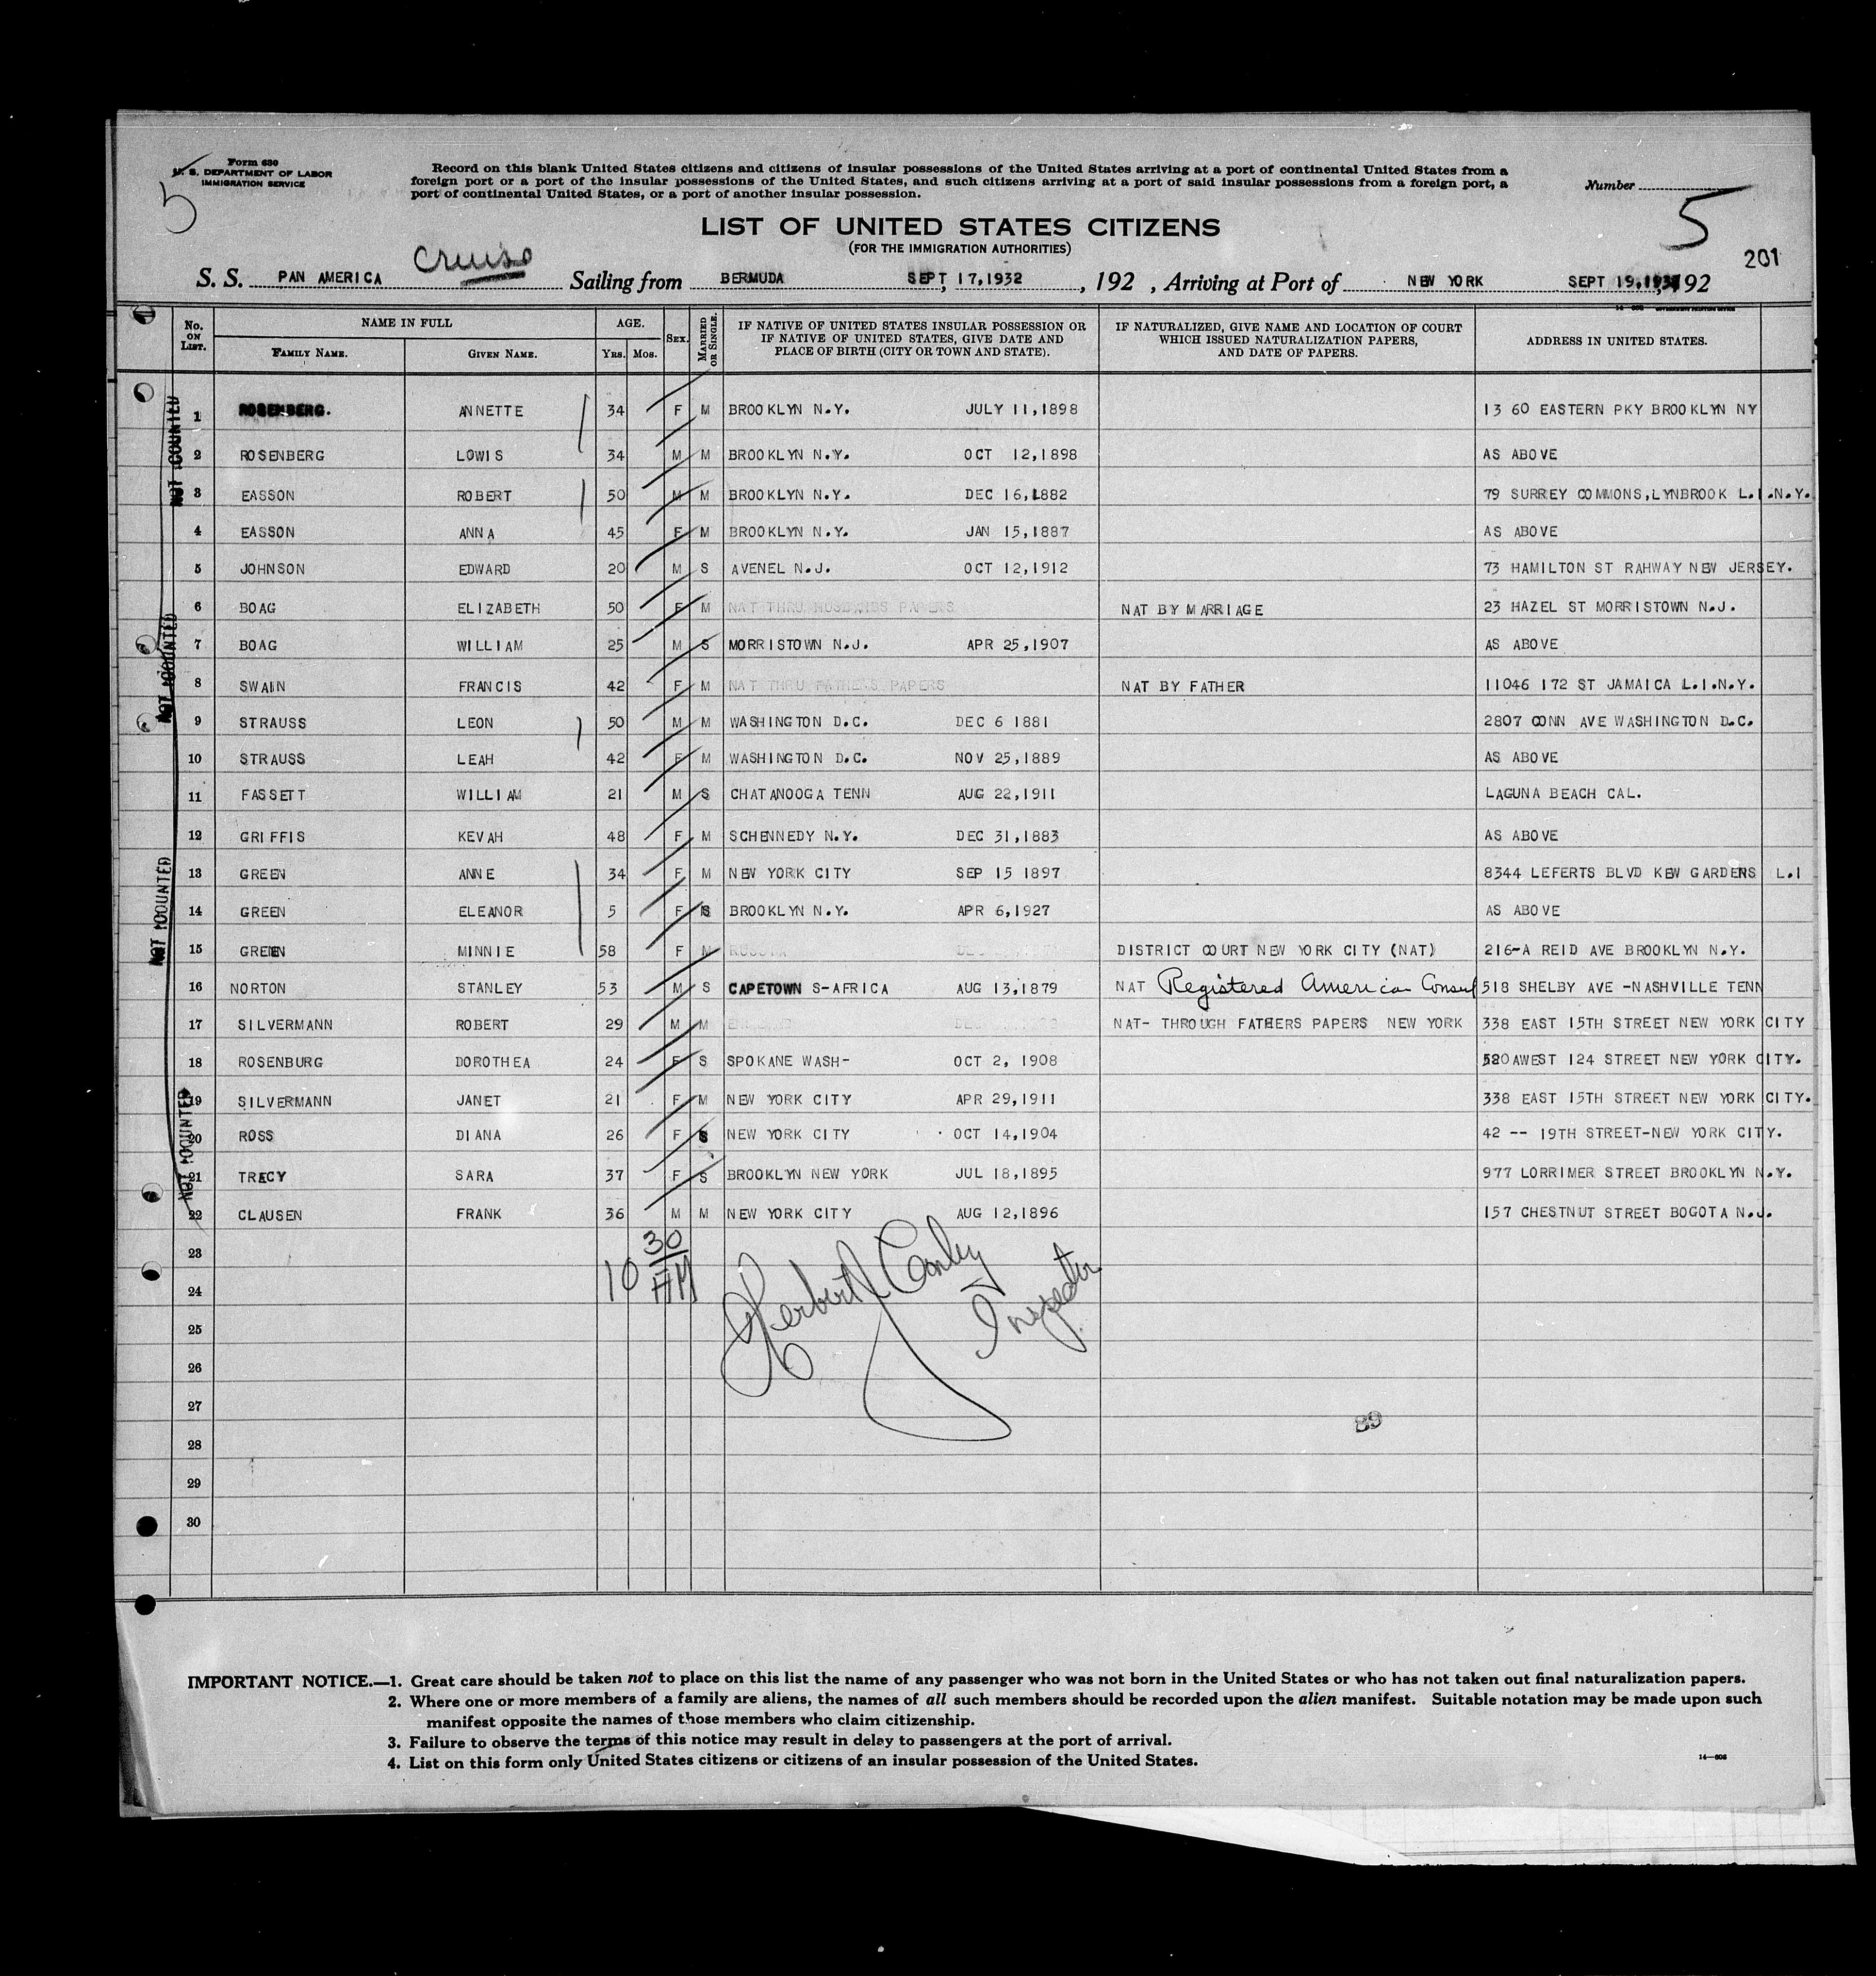 Form 630
U. S. DEPARTMENT OF LABOR
IMMIGRATION SERVICE
5
Record on this blank United States citizens and citizens of insular possessions of the United States arriving at a port of continental United States from a
foreign port or a port of the insular possessions of the United States, and such citizens arriving at a port of said insular possessions from a foreign port, a
port of continental United States, or a port of another insular possession.
Number
5
LIST OF UNITED STATES CITIZENS
(FOR THE IMMIGRATION AUTHORITIES)
201
S. S. PAN AMERICA Cruise Sailing from BERMUDA SEPT, 17,1932, 192 , Arriving at Port of NEW YORK SEPT 19, 192
No. ON LIST. NAME IN FULL FAMILY NAME. GIVEN NAME. AGE. Yrs. Mos. SEX. MARRIED OR SINGLE. IF NATIVE OF UNITED STATES INSULAR POSSESSION OR IF NATIVE OF UNITED STATES, GIVE DATE AND PLACE OF BIRTH (CITY OR TOWN AND STATE). IF NATURALIZED, GIVE NAME AND LOCATION OF COURT WHICH ISSUED NATURALIZATION PAPERS, AND DATE OF PAPERS. ADDRESS IN UNITED STATES.
1 ROSENBERG. ANNETTE 34 F M BROOKLYN N.Y. JULY 11,1898 13 60 EASTERN PKY BROOKLYN NY
2 ROSENBERG LOWIS 34 M M BROOKLYN N.Y. OCT 12,1898 AS ABOVE
3 EASSON ROBERT 50 M M BROOKLYN N.Y. DEC 16,1882 79 SURREY COMMONS,LYNBROOK L.I.N.Y.
4 EASSON ANNA 45 F M BROOKLYN N.Y. JAN 15,1887 AS ABOVE
5 JOHNSON EDWARD 20 M S AVENEL N.J. OCT 12,1912 73 HAMILTON ST RAHWAY NEW JERSEY.
6 BOAG ELIZABETH 50 F M NAT THRU HUSBANDS PAPERS NAT BY MARRIAGE 23 HAZEL ST MORRISTOWN N.J.
7 BOAG WILLIAM 25 M S MORRISTOWN N.J. APR 25,1907 AS ABOVE
8 SWAIN FRANCIS 42 F M NAT THRU FATHERS PAPERS NAT BY FATHER 11046 172 ST JAMAICA L.I.N.Y.
9 STRAUSS LEON 50 M M WASHINGTON D.C. DEC 6 1881 2807 CONN AVE WASHINGTON D.C.
10 STRAUSS LEAH 42 F M WASHINGTON D.C. NOV 25,1889 AS ABOVE
11 FASSETT WILLIAM 21 M S CHATANOOGA TENN AUG 22,1911 LAGUNA BEACH CAL.
12 GRIFFIS KEVAH 48 F M SCHENNEDY N.Y. DEC 31,1883 AS ABOVE
13 GREEN ANNE 34 F M NEW YORK CITY SEP 15 1897 8344 LEFERTS BLVD KEW GARDENS L.I
14 GREEN ELEANOR 5 F S BROOKLYN N.Y. APR 6,1927 AS ABOVE
15 GREEN MINNIE 58 F M RUSSIA DISTRICT COURT NEW YORK CITY (NAT) 216-A REID AVE BROOKLYN N.Y.
16 NORTON STANLEY 53 M S CAPETOWN S-AFRICA AUG 13,1879 NAT Registered American Consul 518 SHELBY AVE -NASHVILLE TENN
17 SILVERMANN ROBERT 29 M M NAT- THROUGH FATHERS PAPERS NEW YORK 338 EAST 15TH STREET NEW YORK CITY
18 ROSENBURG DOROTHEA 24 F S SPOKANE WASH- OCT 2, 1908 520AWEST 124 STREET NEW YORK CITY.
19 SILVERMANN JANET 21 F M NEW YORK CITY APR 29,1911 338 EAST 15TH STREET NEW YORK CITY.
20 ROSS DIANA 26 F S NEW YORK CITY OCT 14,1904 42 -- 19TH STREET-NEW YORK CITY.
21 TRECY SARA 37 F S BROOKLYN NEW YORK JUL 18,1895 977 LORRIMER STREET BROOKLYN N.Y.
22 CLAUSEN FRANK 36 M M NEW YORK CITY AUG 12,1896 157 CHESTNUT STREET BOGOTA N.J.
23
24
25
26
27
28
29
30
NOT COUNTED
NOT COUNTED
NOT COUNTED
NOT COUNTED
10 30 AM
Herbert J Conley
Inspector
89
IMPORTANT NOTICE.—1. Great care should be taken not to place on this list the name of any passenger who was not born in the United States or who has not taken out final naturalization papers.
2. Where one or more members of a family are aliens, the names of all such members should be recorded upon the alien manifest. Suitable notation may be made upon such
manifest opposite the names of those members who claim citizenship.
3. Failure to observe the terms of this notice may result in delay to passengers at the port of arrival.
4. List on this form only United States citizens or citizens of an insular possession of the United States.